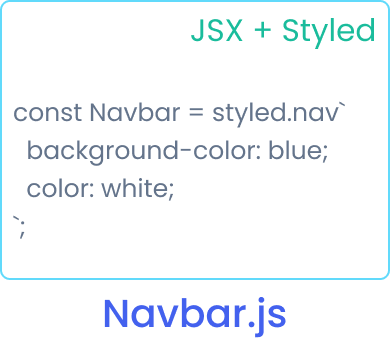 JSX + Styled
const Navbar = styled.nav`
  background-color: blue;
  color: white;
`;
Navbar.js